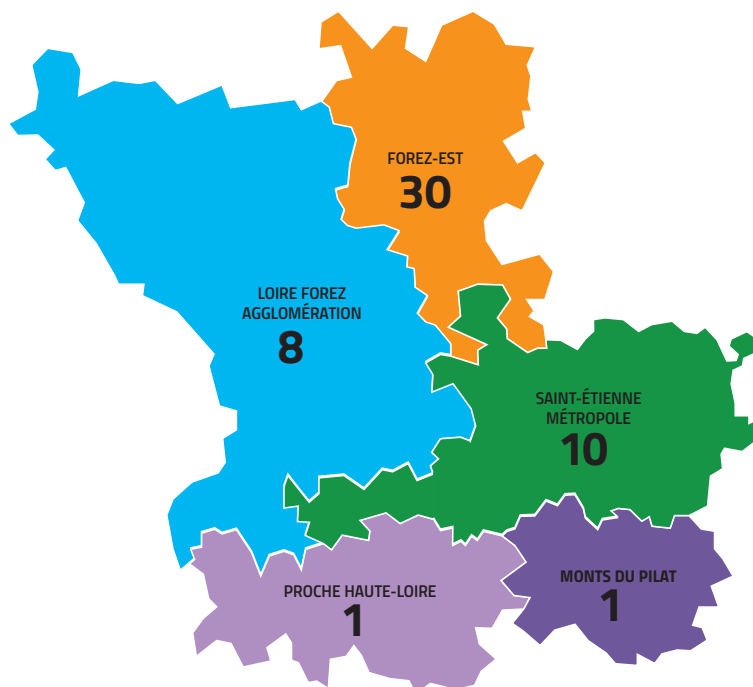 FOREZ-EST
30
LOIRE FOREZ
AGGLOMÉRATION
8
SAINT-ÉTIENNE
MÉTROPOLE
10
PROCHE HAUTE-LOIRE
1
MONTS DU PILAT
1